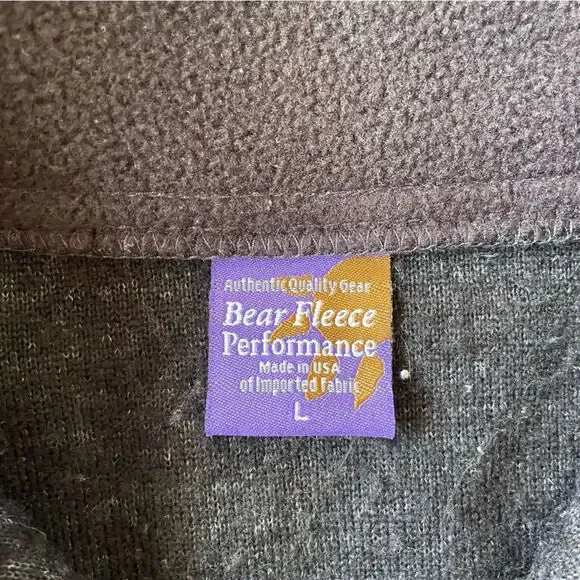 Authentic Quality Gear
Bear Fleece
Performance
Made in USA
of Imported Fabric
L